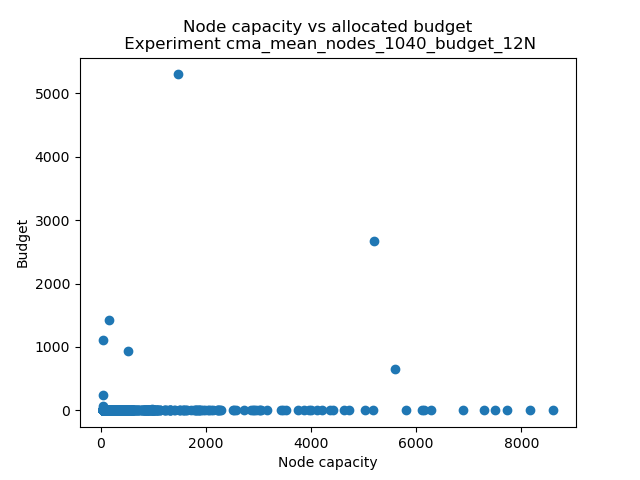 Node capacity vs allocated budget
Experiment cma_mean_nodes_1040_budget_12N
5000
4000
3000
2000
1000
0
Budget
0 2000 4000 6000 8000
Node capacity